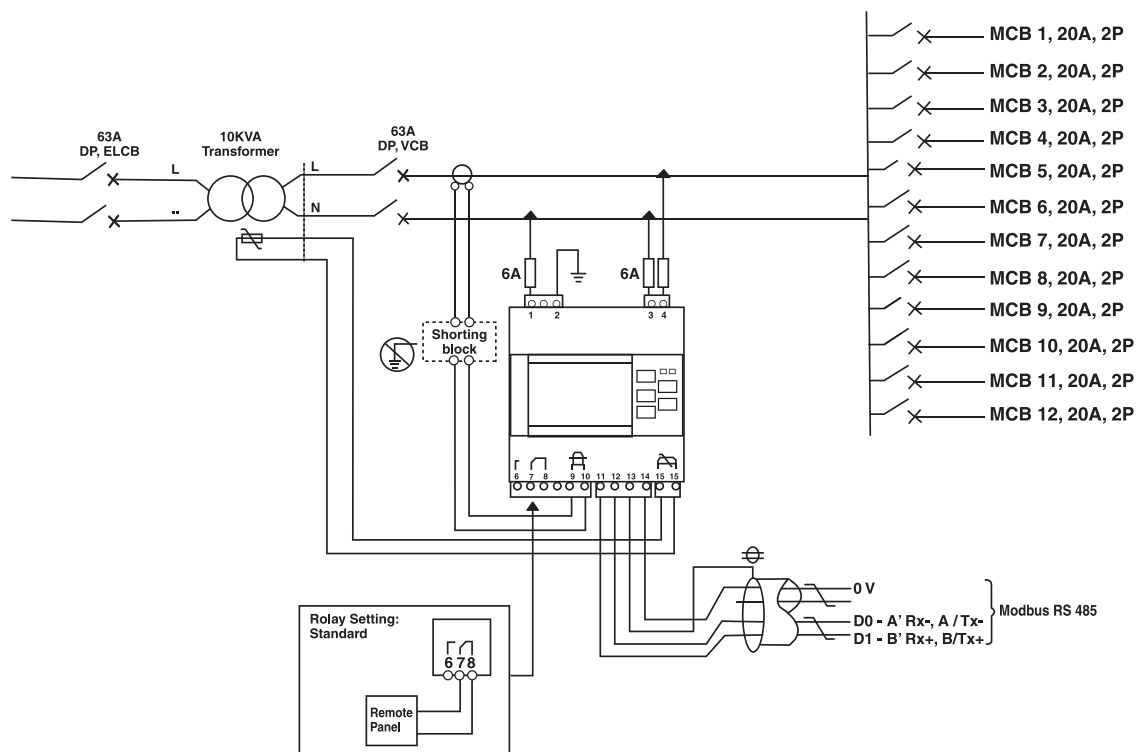 MCB 1, 20A, 2P
MCB 2, 20A, 2P
MCB 3, 20A, 2P
MCB 4, 20A, 2P
MCB 5, 20A, 2P
MCB 6, 20A, 2P
MCB 7, 20A, 2P
MCB 8, 20A, 2P
MCB 9, 20A, 2P
MCB 10, 20A, 2P
MCB 11, 20A, 2P
MCB 12, 20A, 2P
63A
DP, ELCB
10KVA
Transformer
63A
DP, VCB
L
L
N
6A
6A
1 2
3 4
Shorting
block
6 7 8 9 10 11 12 13 14 15 15
0 V
D0 - A' Rx-, A / Tx-
D1 - B' Rx+, B/Tx+
Modbus RS 485
Rolay Setting:
Standard
6 7 8
Remote
Panel